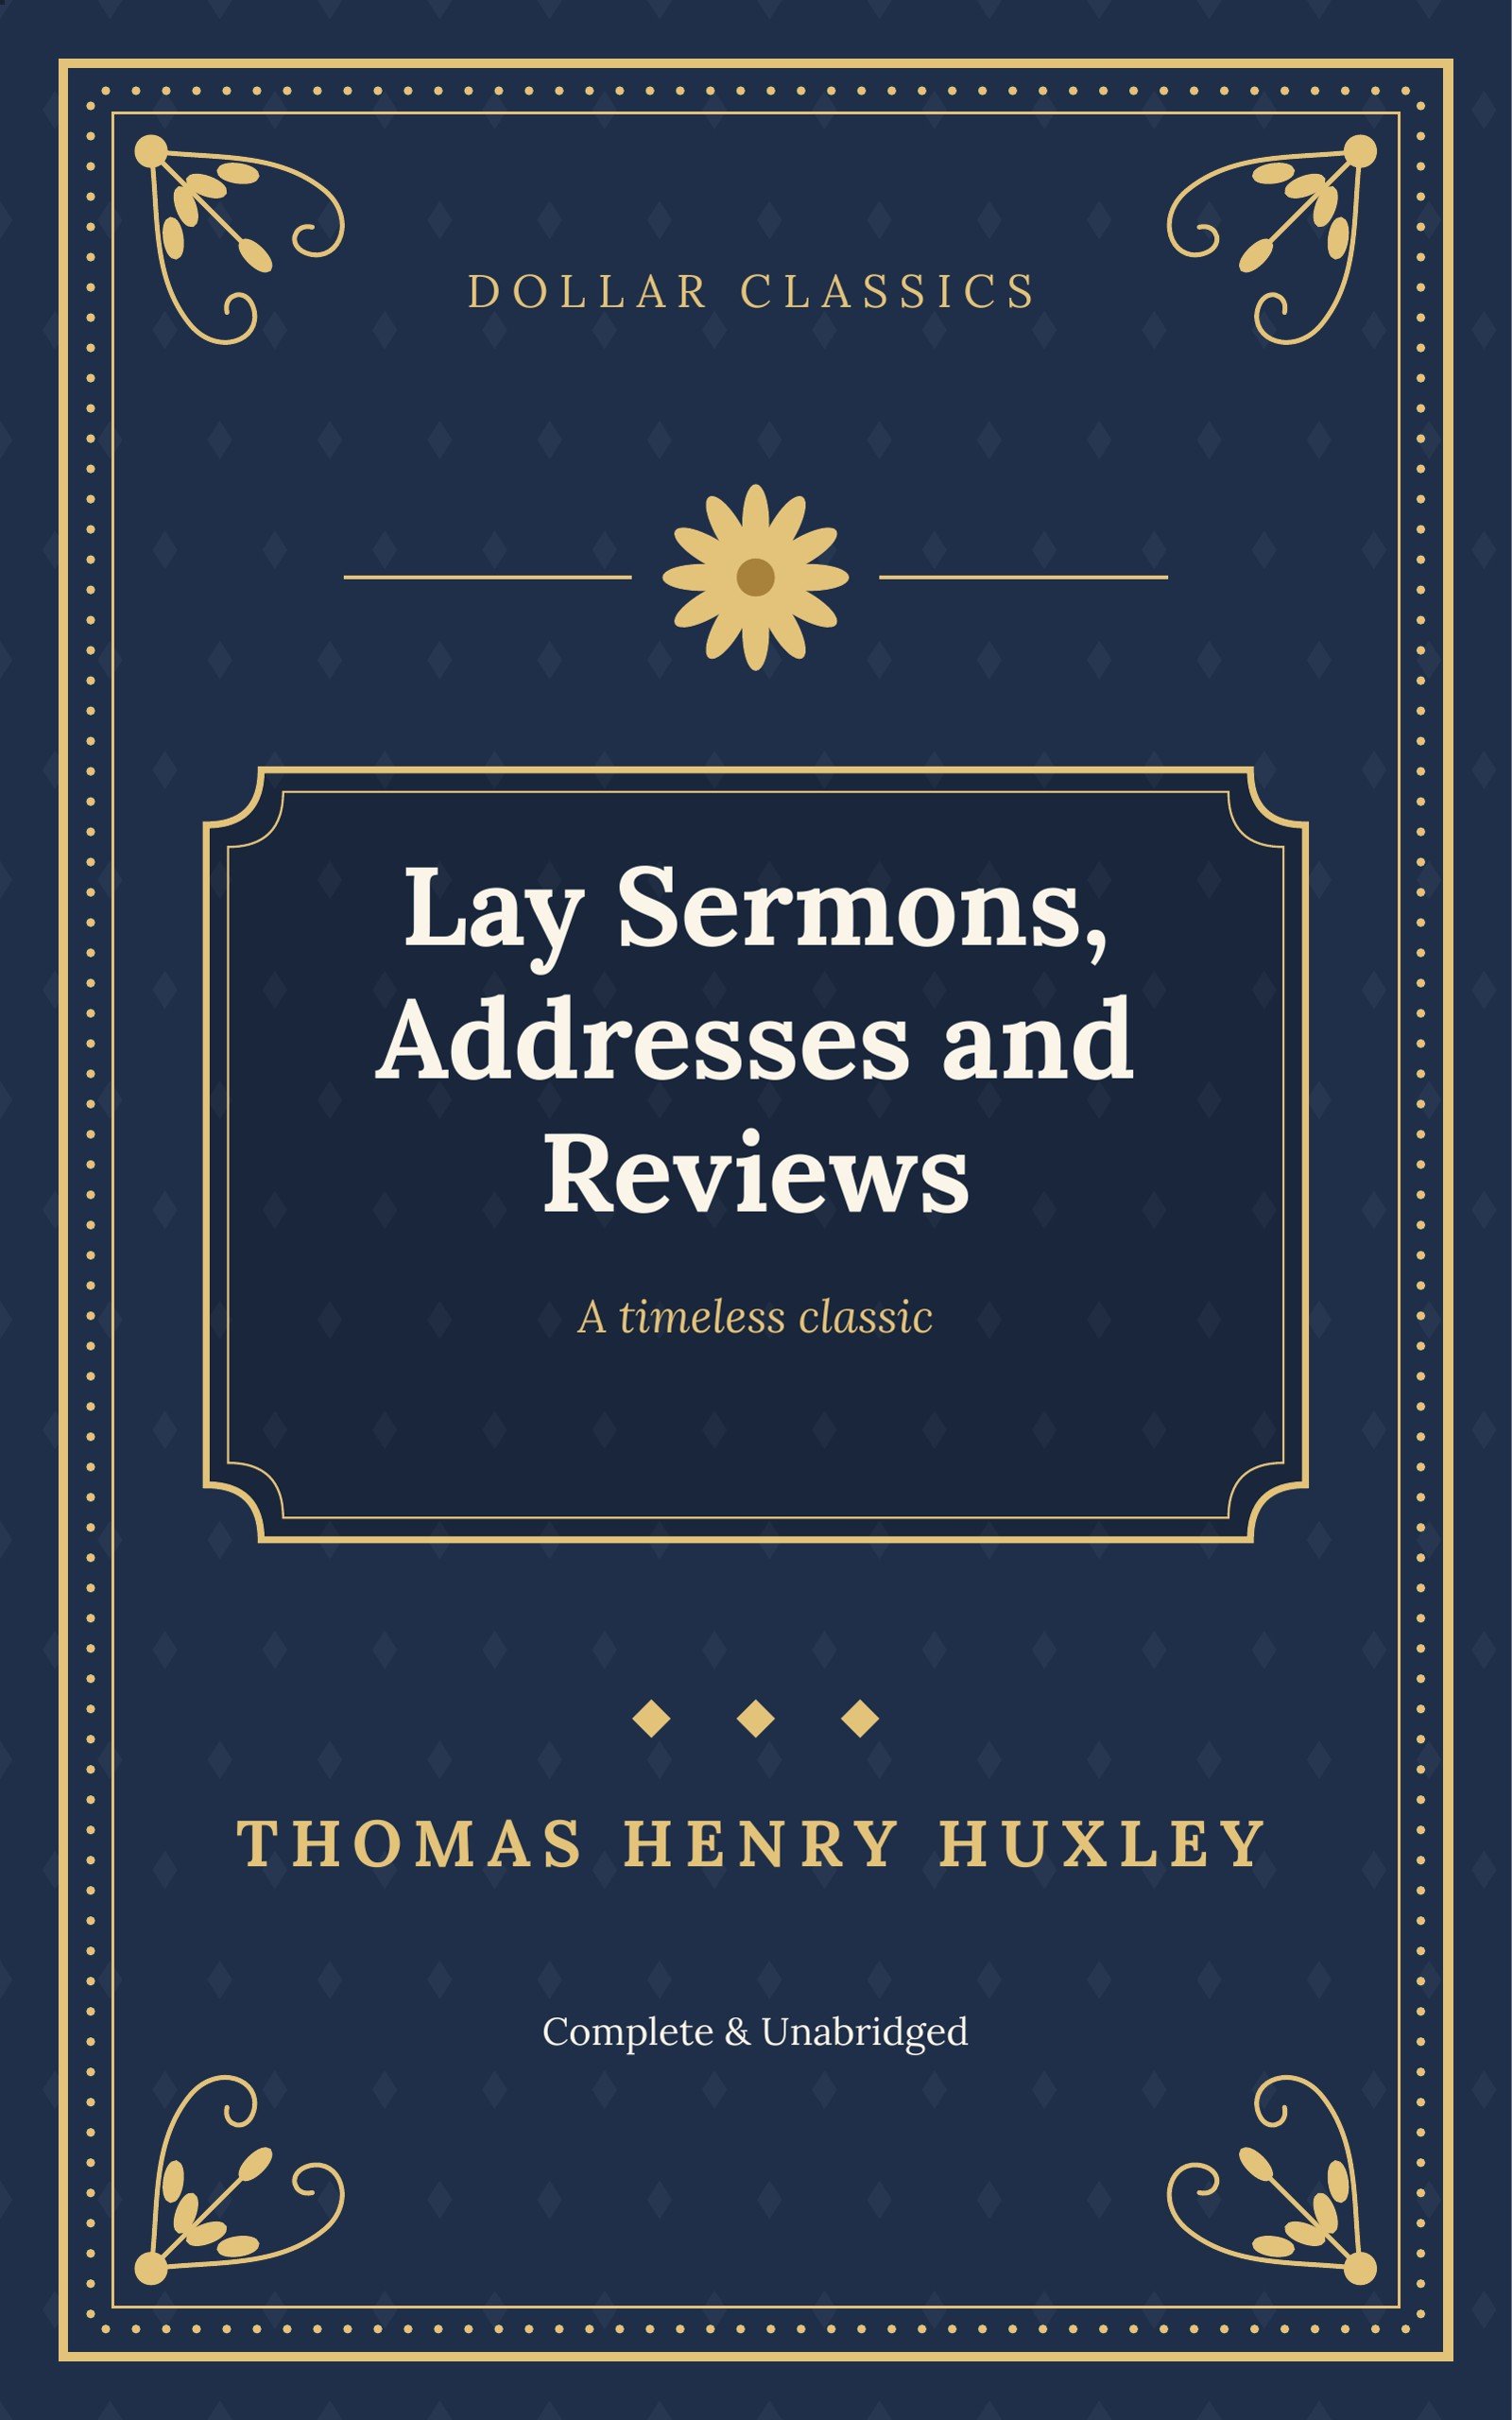 DOLLAR CLASSICS
Lay Sermons,
Addresses and
Reviews
A timeless classic
THOMAS HENRY HUXLEY
Complete & Unabridged